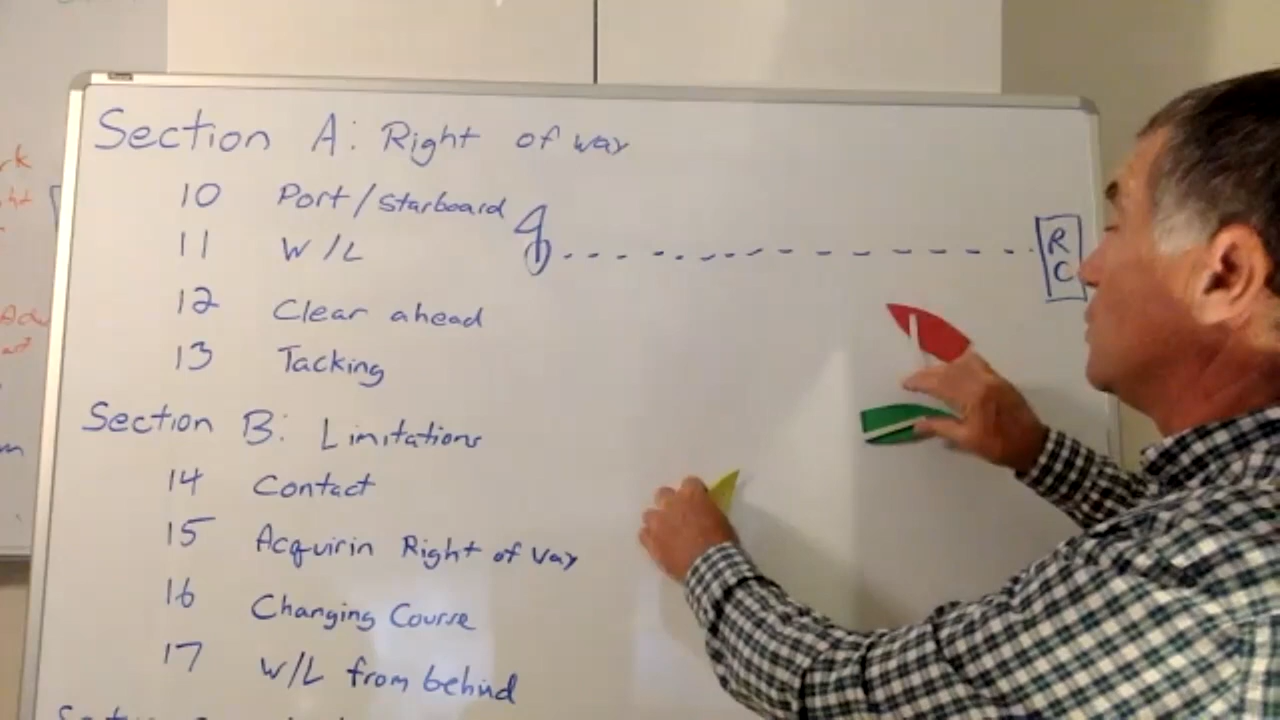 Section A: Right of way
10 Port/starboard
11 W/L
12 Clear ahead
13 Tacking
R
C
Section B: Limitations
14 Contact
15 Acquirin Right of way
16 Changing Course
17 W/L from behind